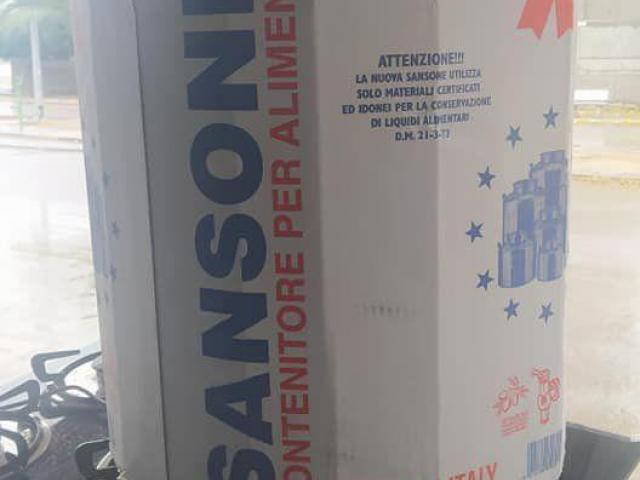 SANSON
CONTENITORE PER ALIMEN
ATTENZIONE!!!
LA NUOVA SANSONE UTILIZZA
SOLO MATERIALI CERTIFICATI
ED IDONEI PER LA CONSERVAZIONE
DI LIQUIDI ALIMENTARI
D.M. 21-3-73
ITALY